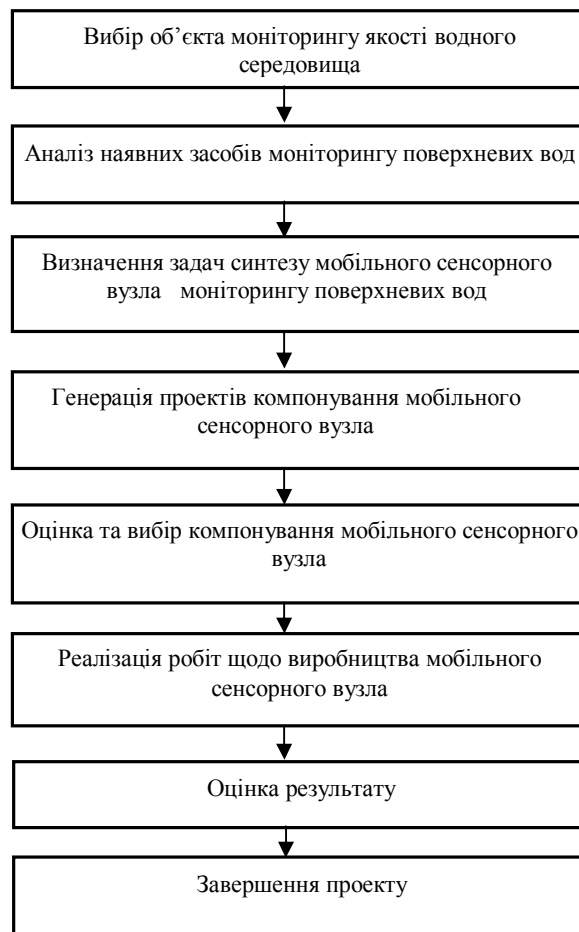 Вибір об’єкта моніторингу якості водного
середовища
Аналіз наявних засобів моніторингу поверхневих вод
Визначення задач синтезу мобільного сенсорного
вузла моніторингу поверхневих вод
Генерація проектів компонування мобільного
сенсорного вузла
Оцінка та вибір компонування мобільного сенсорного
вузла
Реалізація робіт щодо виробництва мобільного
сенсорного вузла
Оцінка результату
Завершення проекту